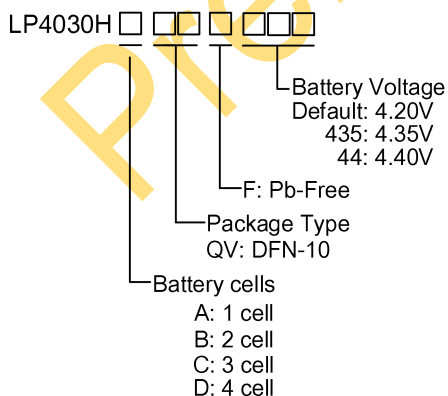 LP4030H □ □□ □ □□□
Battery Voltage
Default: 4.20V
435: 4.35V
44: 4.40V
F: Pb-Free
Package Type
QV: DFN-10
Battery cells
A: 1 cell
B: 2 cell
C: 3 cell
D: 4 cell